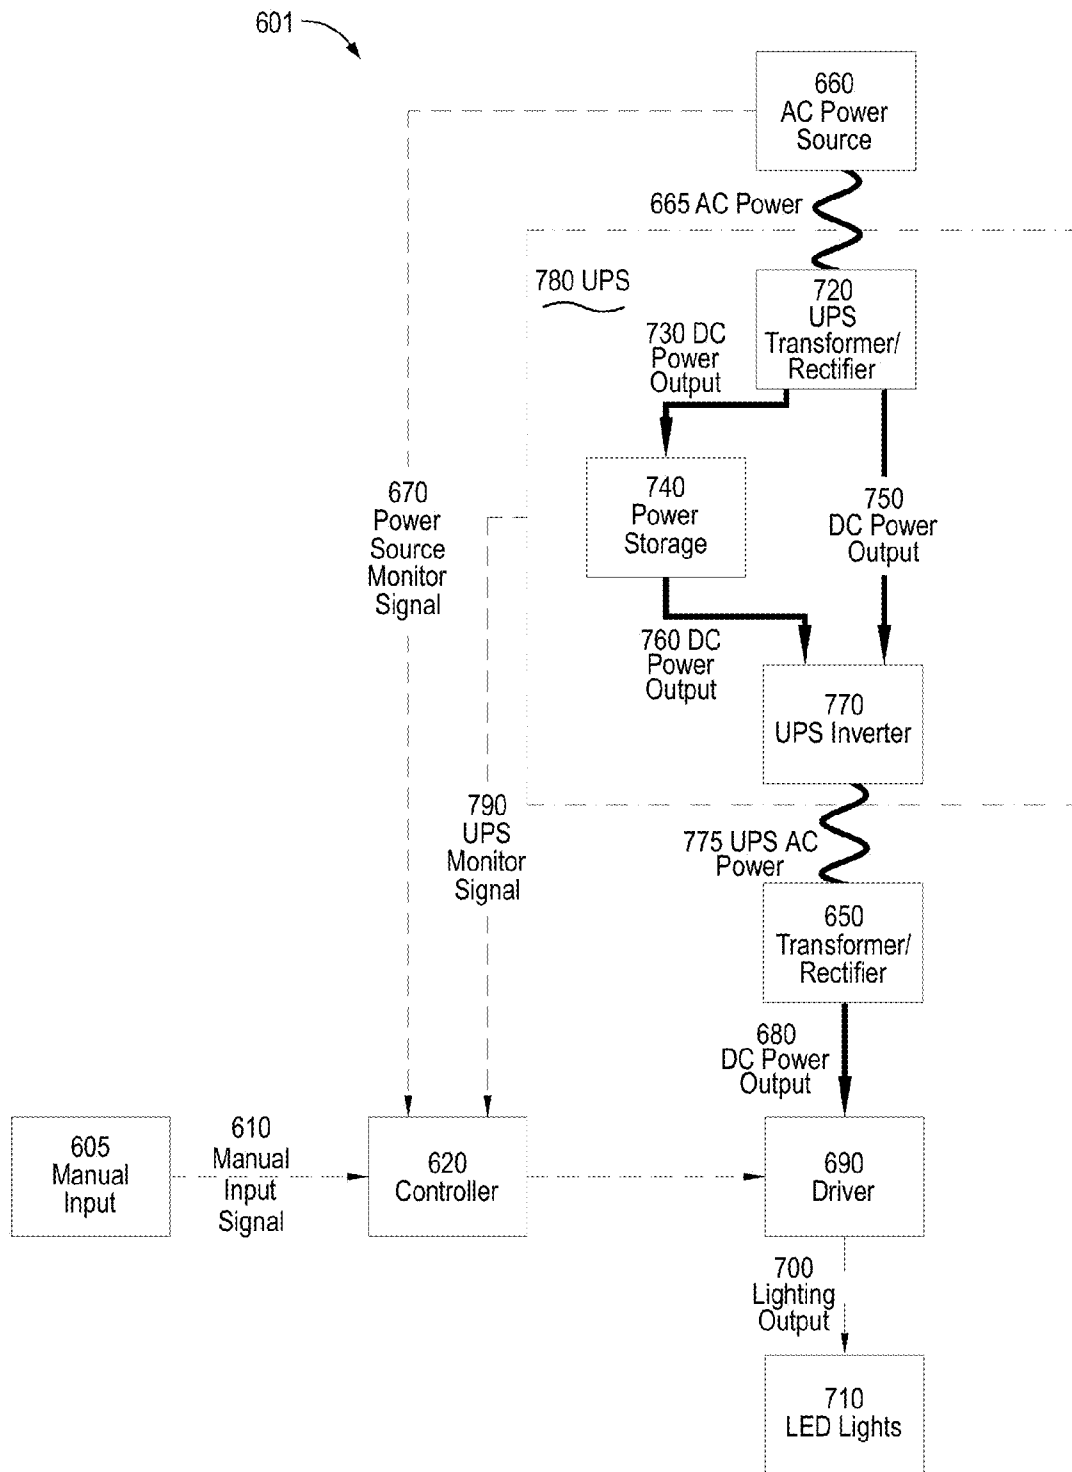 601
660
AC Power
Source
665 AC Power
780 UPS
720
UPS
Transformer/
Rectifier
730 DC
Power
Output
740
Power
Storage
750
DC Power
Output
670
Power
Source
Monitor
Signal
760 DC
Power
Output
770
UPS Inverter
790
UPS
Monitor
Signal
775 UPS AC
Power
650
Transformer/
Rectifier
680
DC Power
Output
605
Manual
Input
610
Manual
Input
Signal
620
Controller
690
Driver
700
Lighting
Output
710
LED Lights